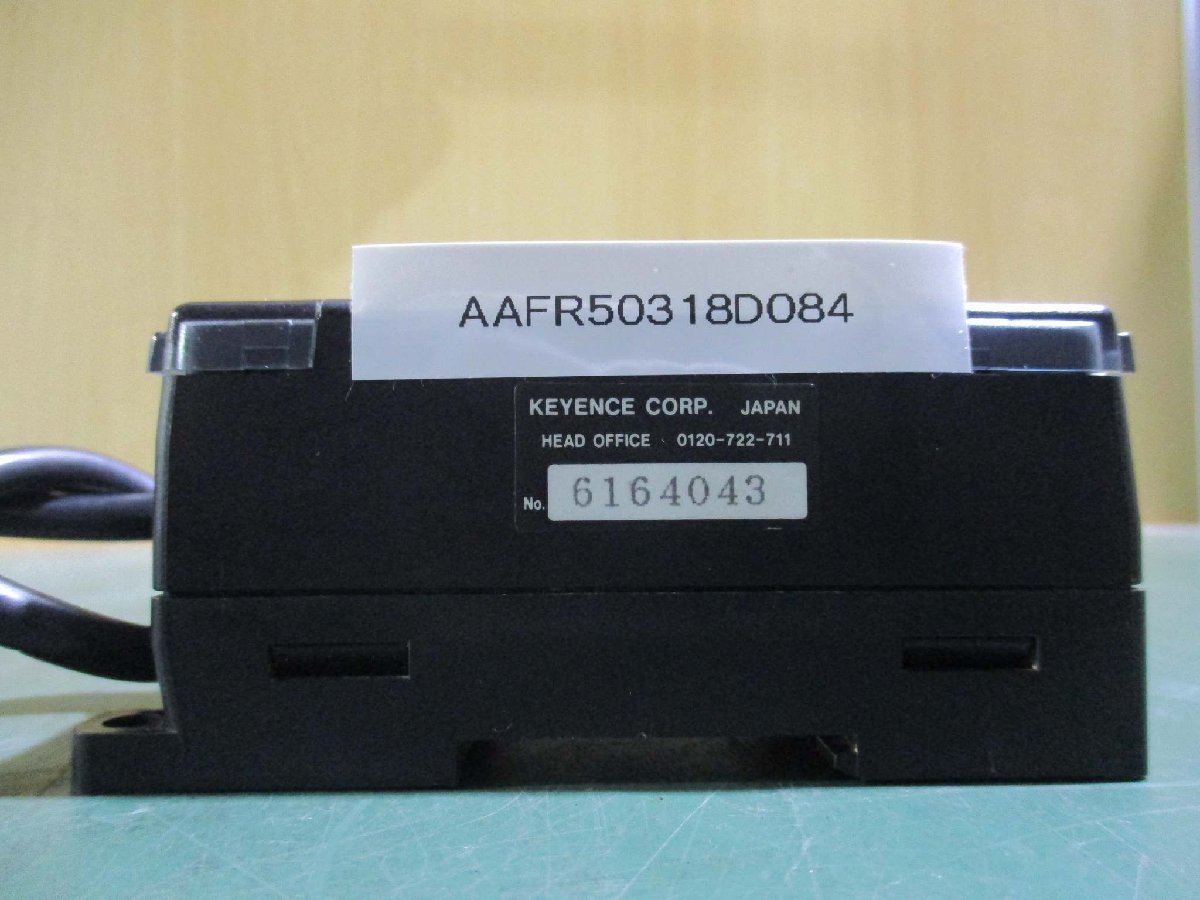 AAFR50318D084
KEYENCE CORP. JAPAN
HEAD OFFICE 0120-722-711
No. 6164043